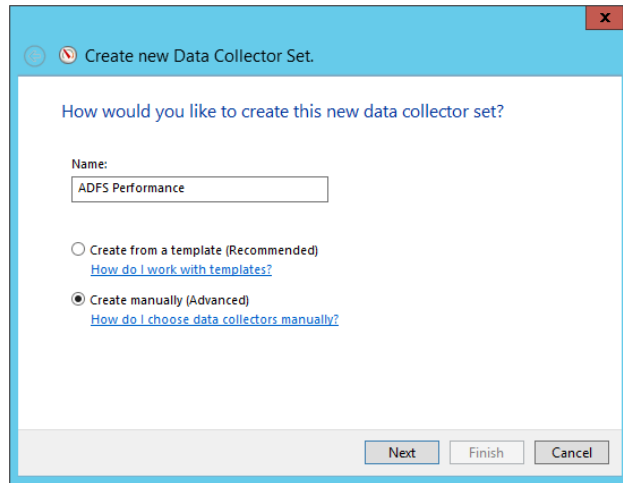 x
Create new Data Collector Set.
How would you like to create this new data collector set?
Name:
ADFS Performance
Create from a template (Recommended)
How do I work with templates?
Create manually (Advanced)
How do I choose data collectors manually?
Next Finish Cancel